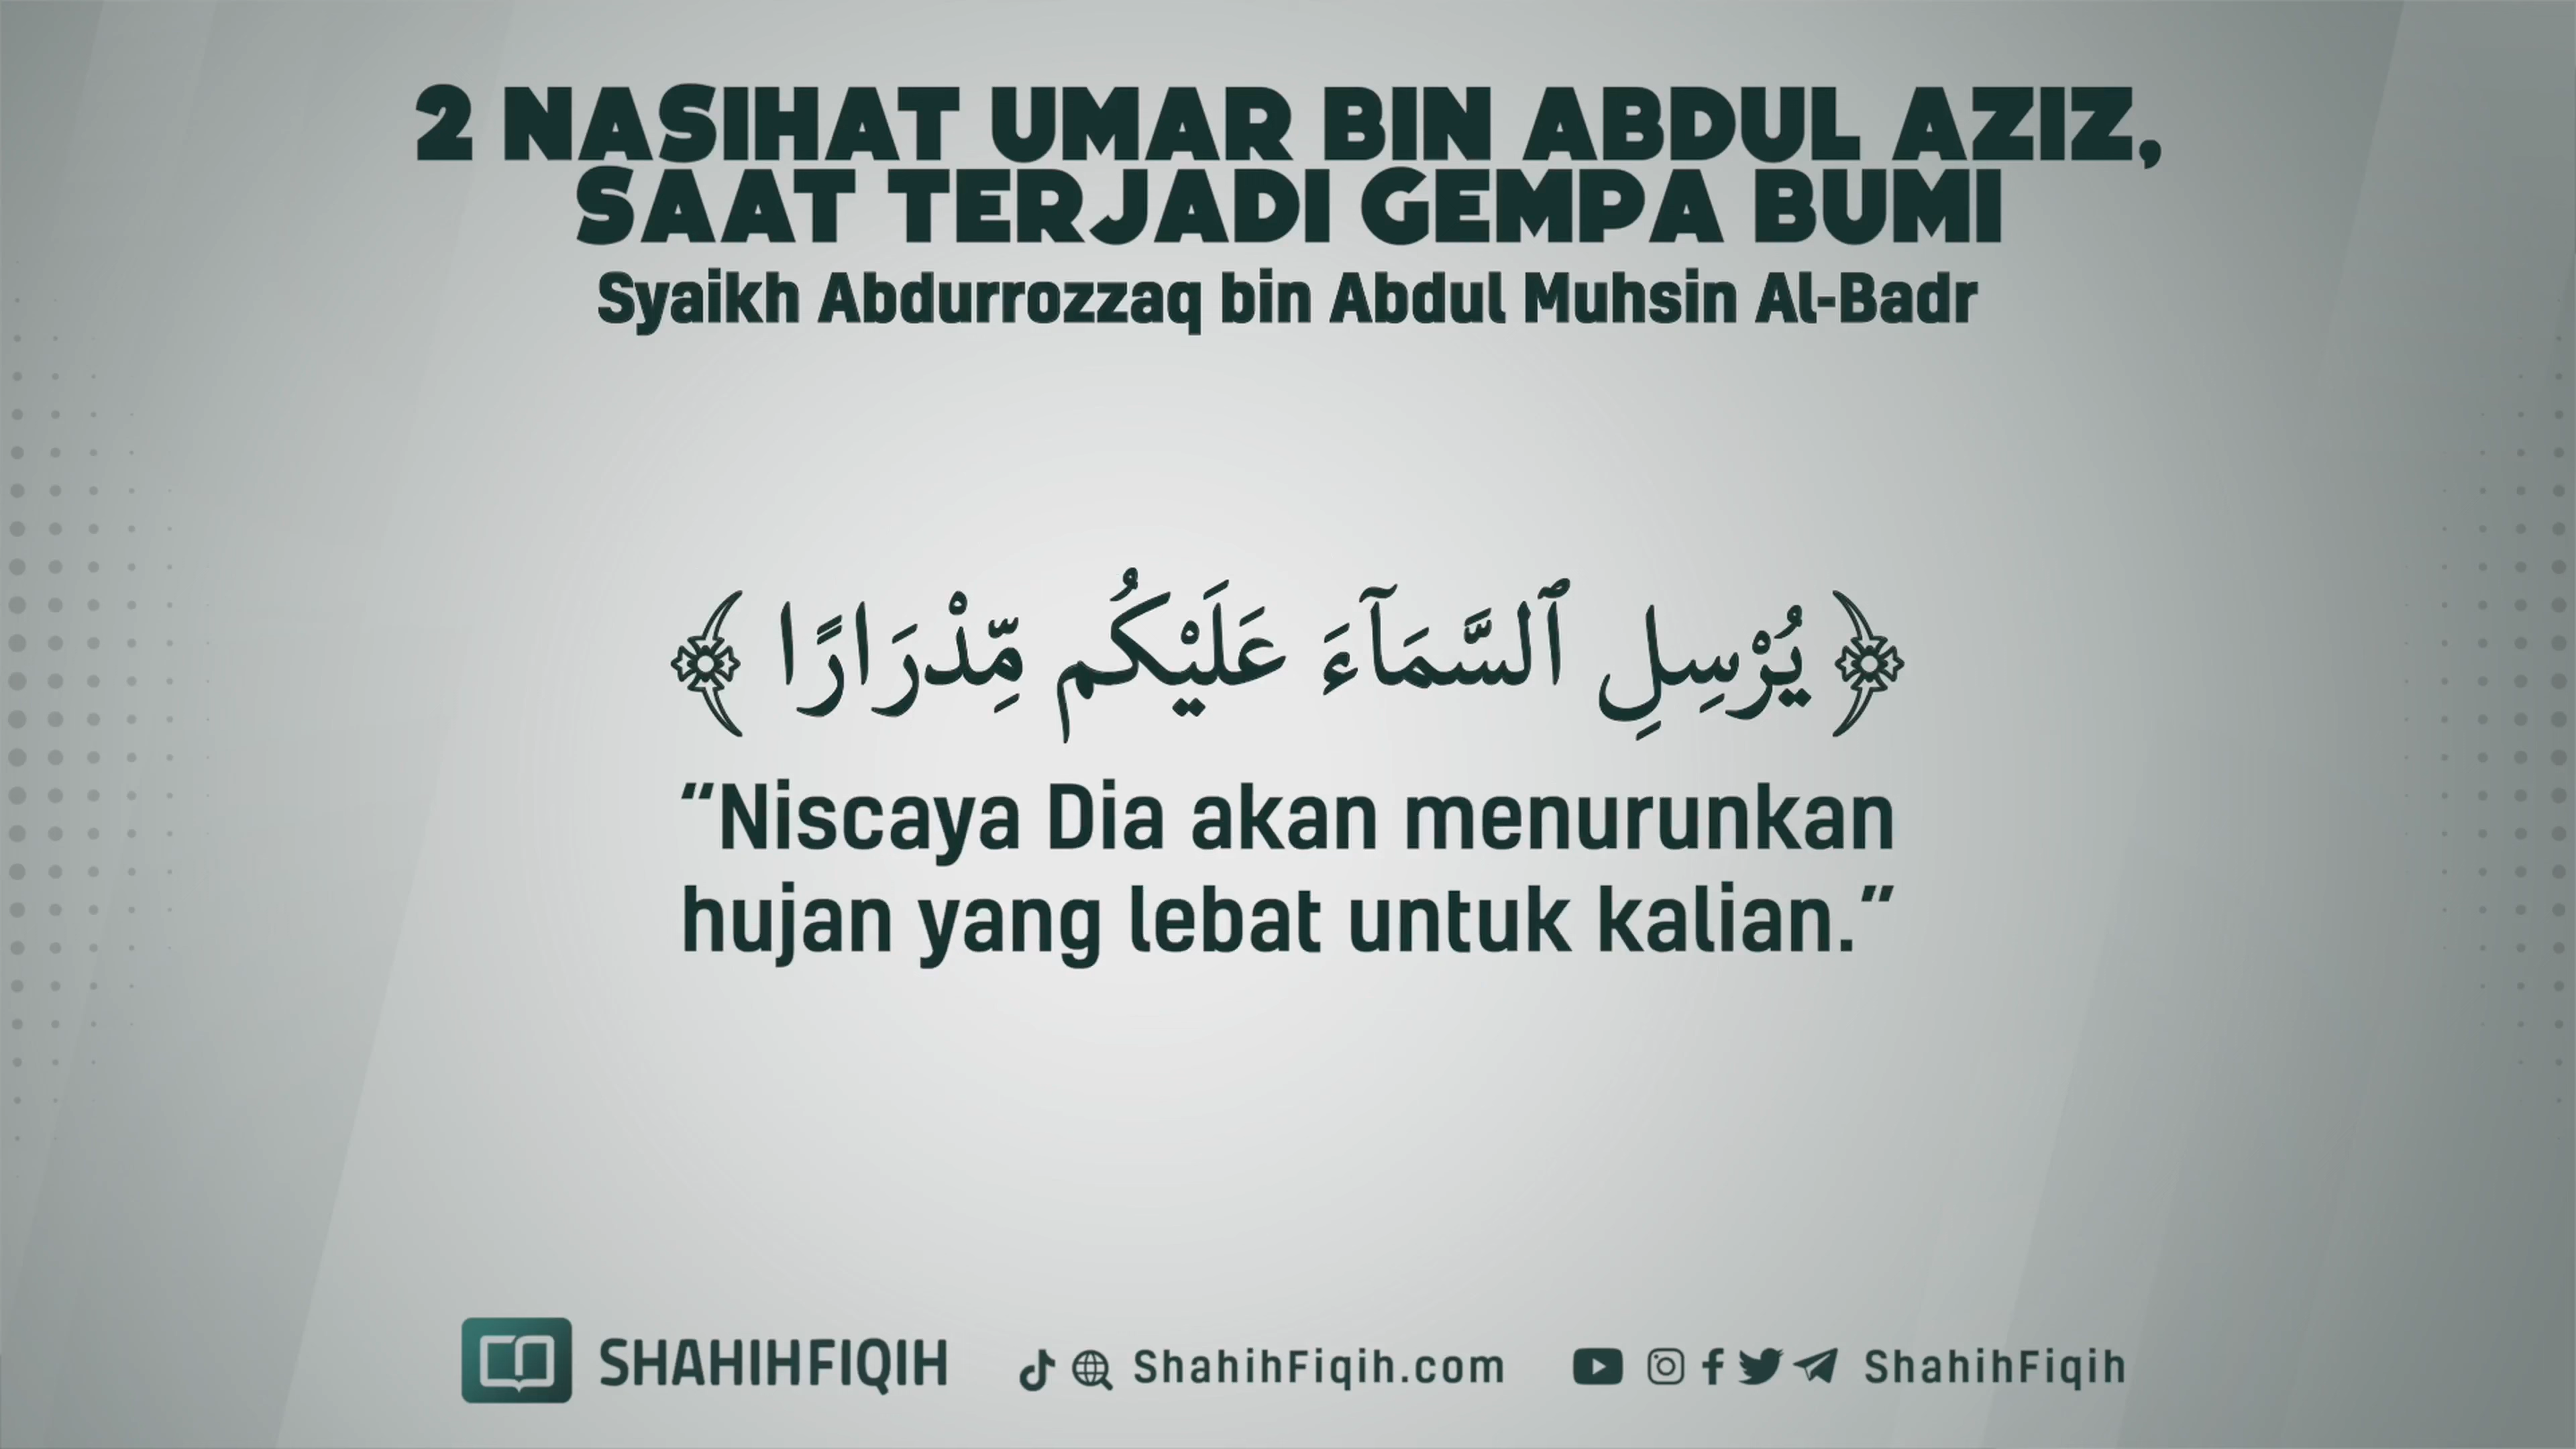 2 NASIHAT UMAR BIN ABDUL AZIZ,
SAAT TERJADI GEMPA BUMI
Syaikh Abdurrozzaq bin Abdul Muhsin Al-Badr
﴿ يُرْسِلِ ٱلسَّمَآءَ عَلَيْكُم مِّدْرَارًا ﴾
“Niscaya Dia akan menurunkan
hujan yang lebat untuk kalian.”
SHAHIHFIQIH ShahihFiqih.com ShahihFiqih